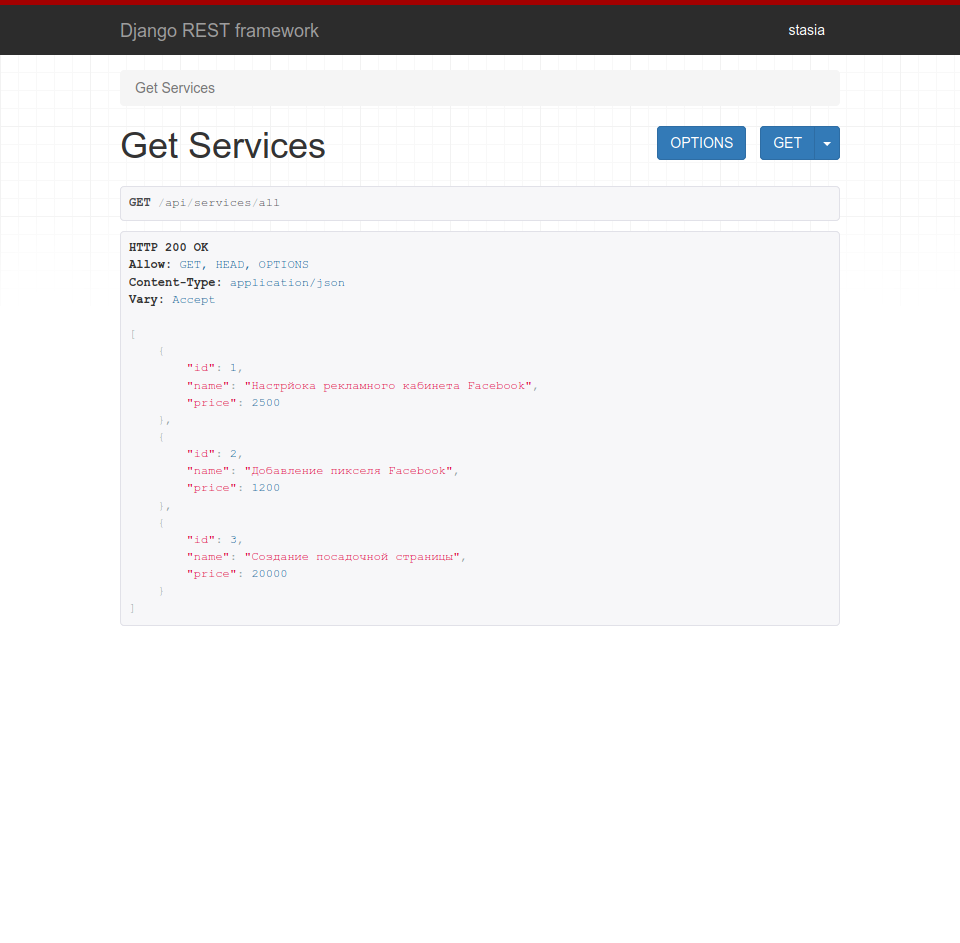 Django REST framework
stasia
Get Services
Get Services
OPTIONS
GET
GET /api/services/all
HTTP 200 OK
Allow: GET, HEAD, OPTIONS
Content-Type: application/json
Vary: Accept
[
    {
        "id": 1,
        "name": "Настрйока рекламного кабинета Facebook",
        "price": 2500
    },
    {
        "id": 2,
        "name": "Добавление пикселя Facebook",
        "price": 1200
    },
    {
        "id": 3,
        "name": "Создание посадочной страницы",
        "price": 20000
    }
]